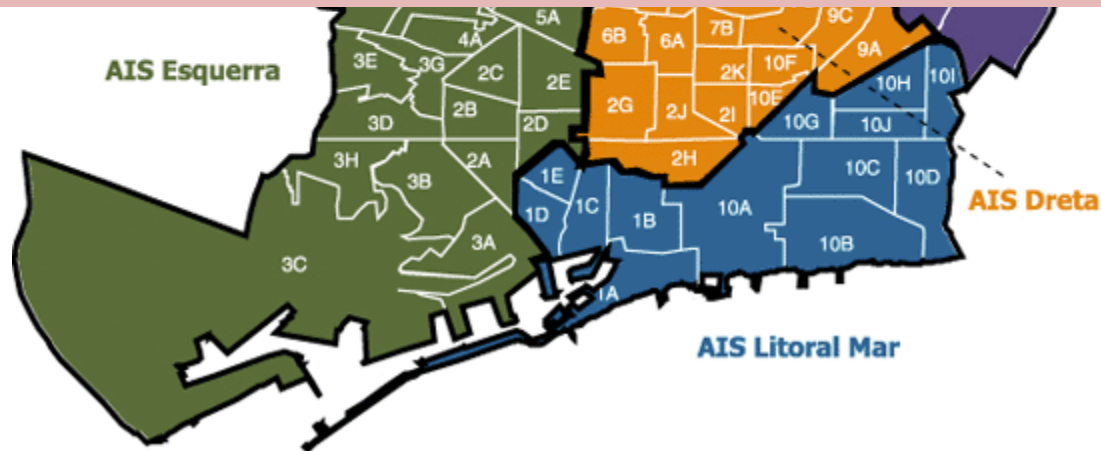 5A
9C
7B
6B
6A
4A
9A
3E
3G
10F
AIS Esquerra
2C
2K
10H
10I
2E
10E
2G
2B
2J
2I
3D
2D
10G
10J
2H
3H
2A
1E
10C
3B
10D
AIS Dreta
1D
1C
1B
10A
3A
10B
3C
1A
AIS Litoral Mar